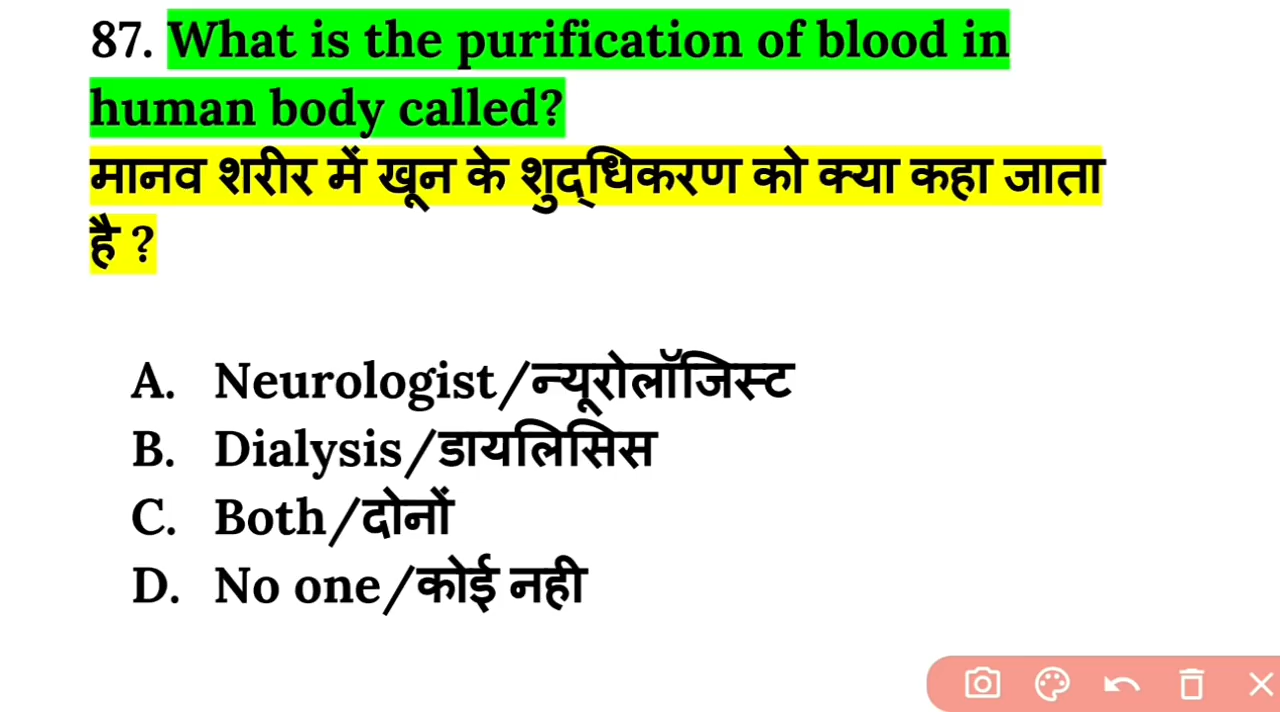 87. What is the purification of blood in
human body called?
मानव शरीर में खून के शुद्धिकरण को क्या कहा जाता
है ?
A. Neurologist/न्यूरोलॉजिस्ट
B. Dialysis/डायलिसिस
C. Both/दोनों
D. No one/कोई नही